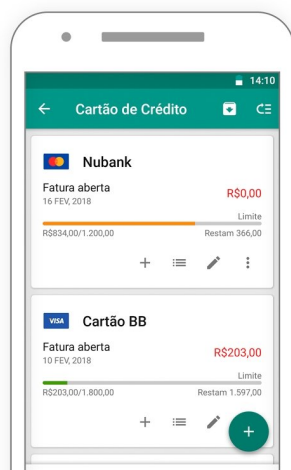 14:10
Cartão de Crédito
Nubank
Fatura aberta
R$0,00
16 FEV, 2018
Limite
R$834,00/1.200,00 Restam 366,00
VISA Cartão BB
Fatura aberta
R$203,00
10 FEV, 2018
Limite
R$203,00/1.800,00 Restam 1.597,00